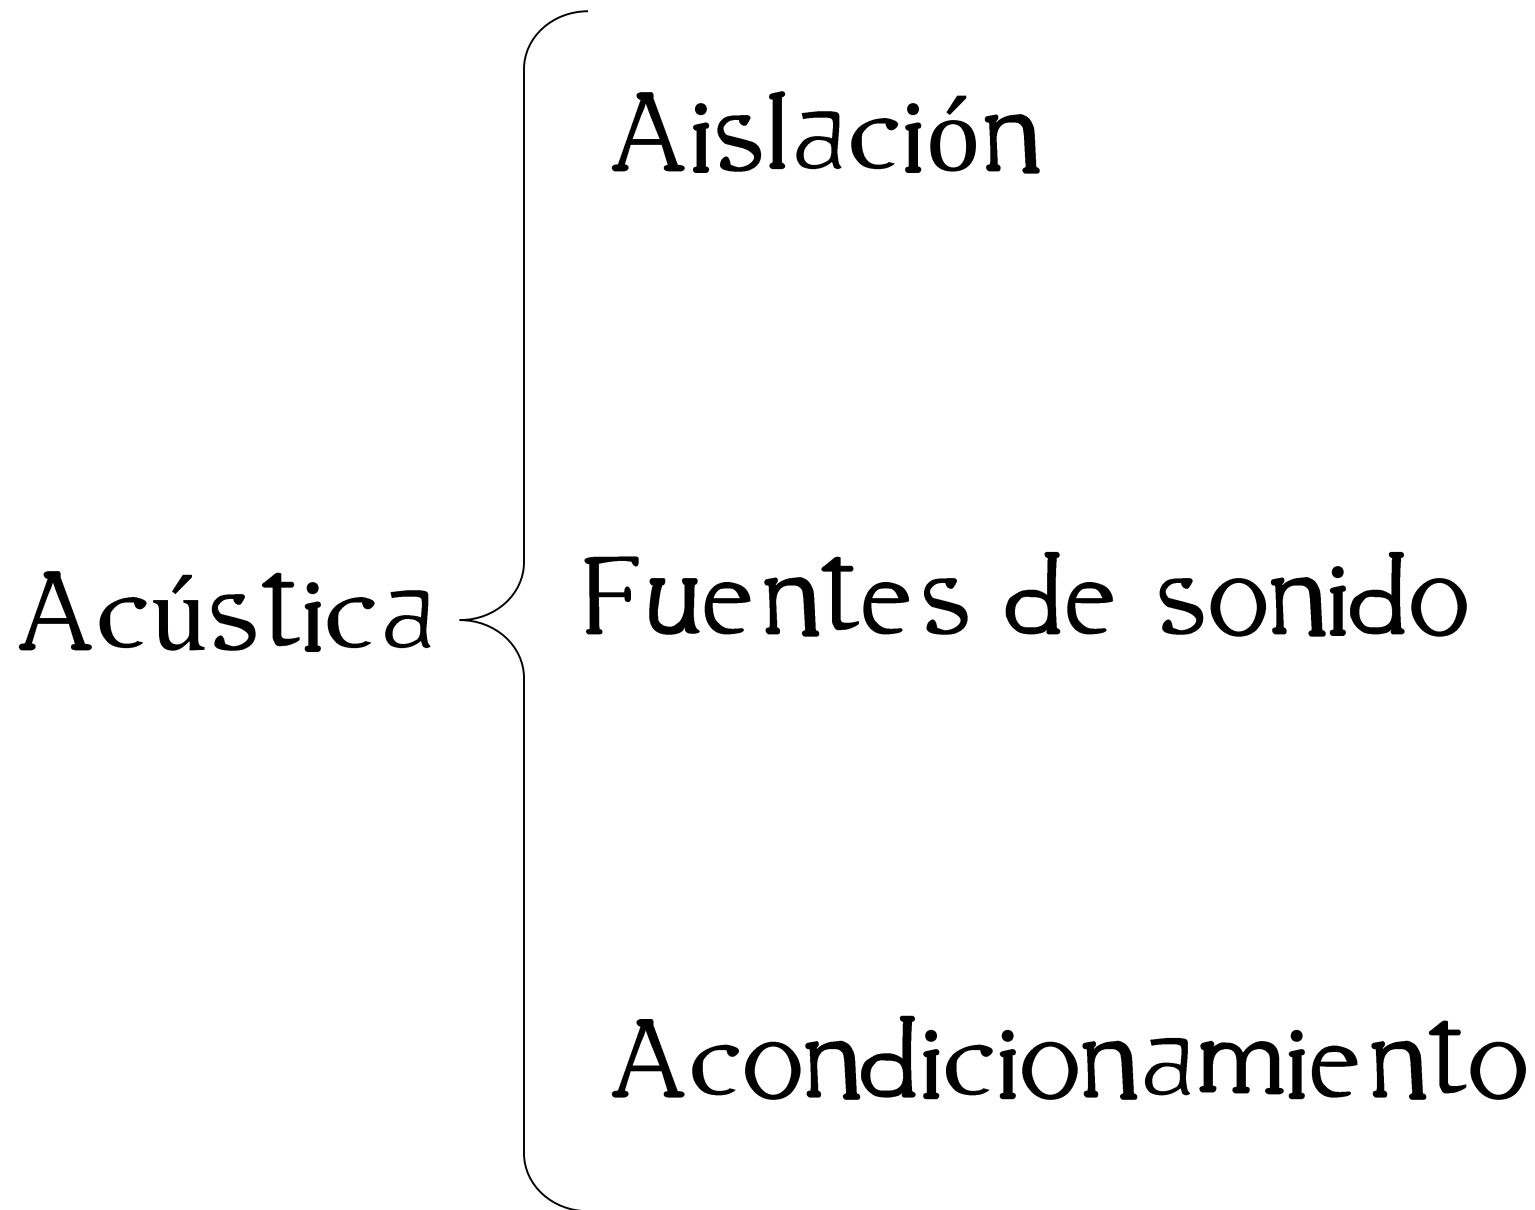 Aislación
Acústica
Fuentes de sonido
Acondicionamiento